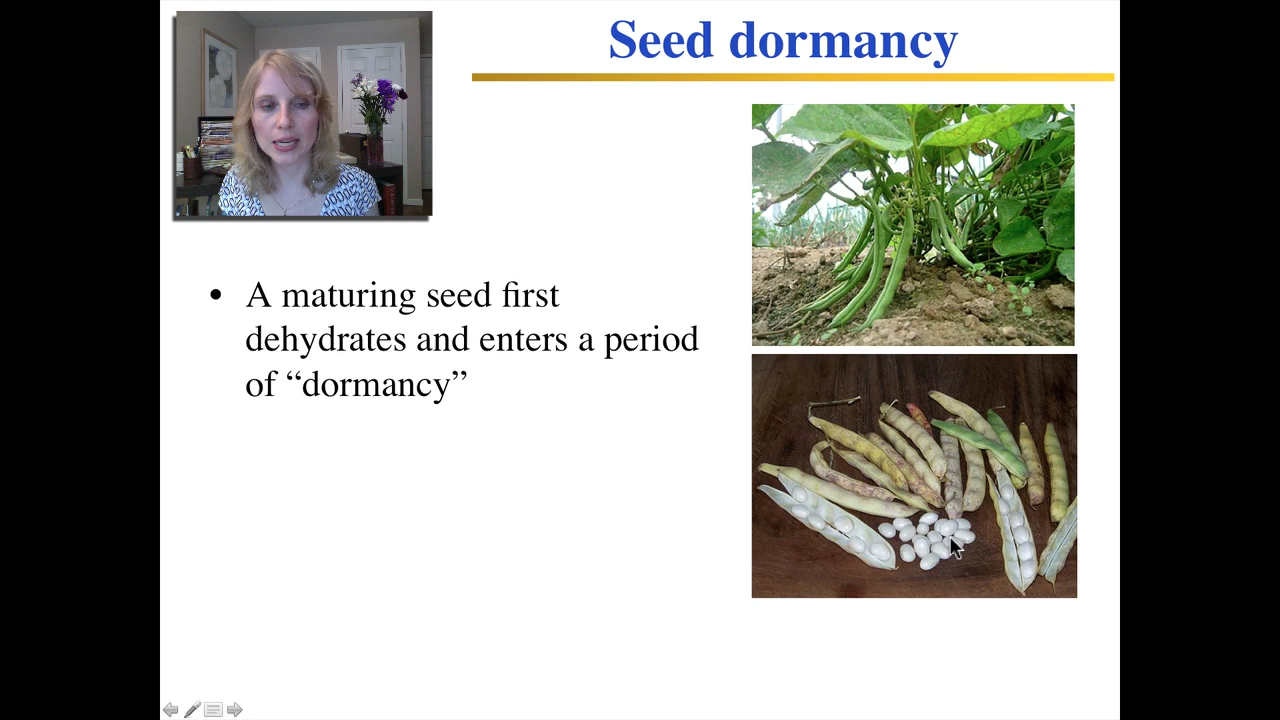 Seed dormancy
• A maturing seed first
dehydrates and enters a period
of “dormancy”